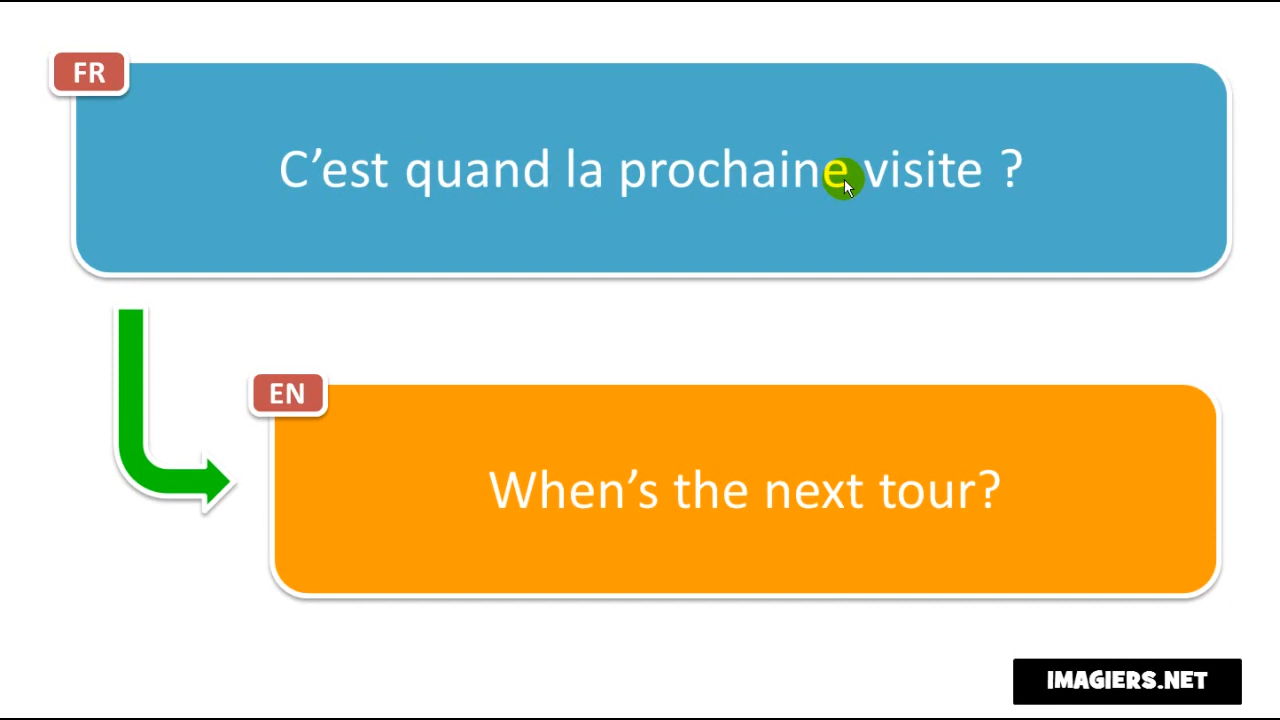 FR
C’est quand la prochaine visite ?
EN
When’s the next tour?
IMAGIERS.NET